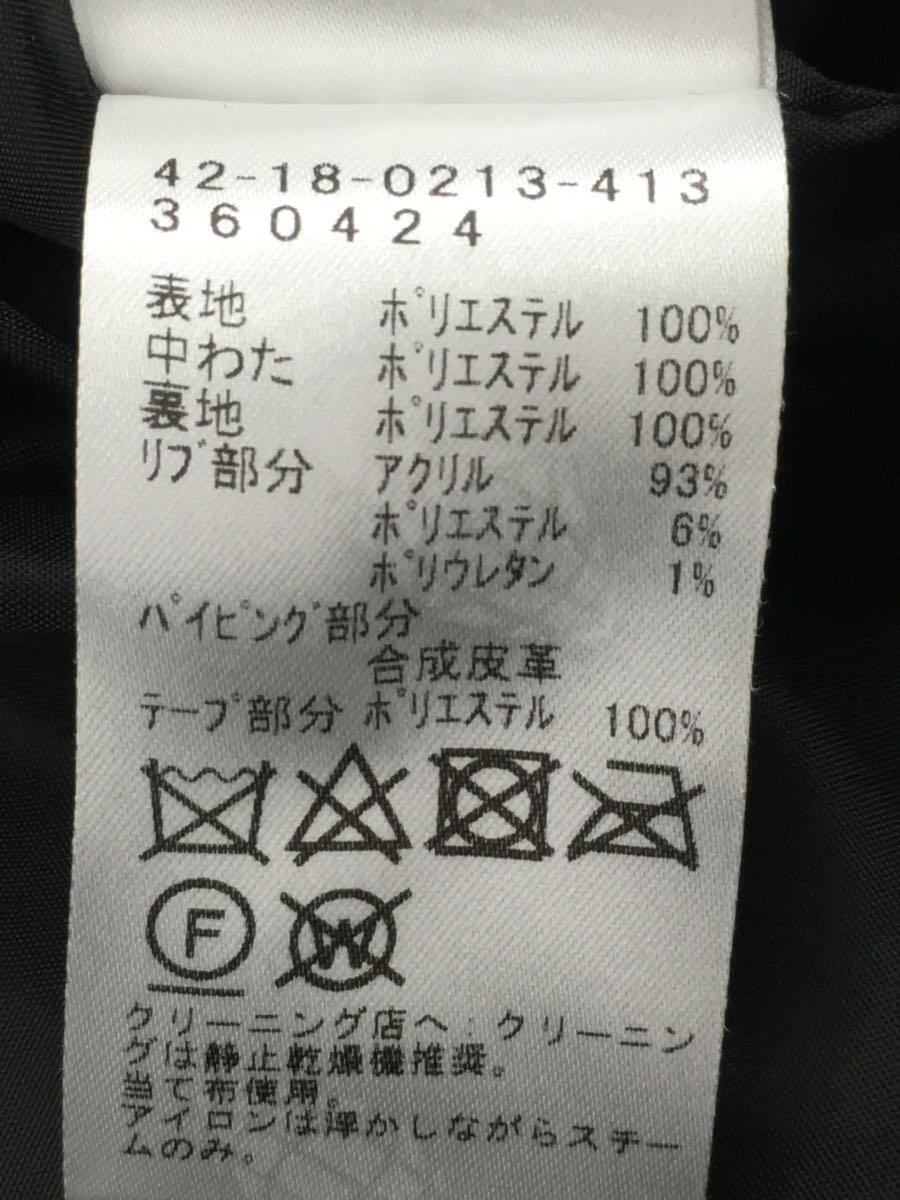 42-18-0213-413
360424
表地 ポリエステル 100%
中わた ポリエステル 100%
裏地 ポリエステル 100%
リブ部分 アクリル 93%
ポリエステル 6%
ポリウレタン 1%
パイピング部分
合成皮革
テープ部分 ポリエステル 100%
F W
クリーニング店へ:クリーニン
グは静止乾燥機推奨。
当て布使用。
アイロンは浮かしながらスチー
ムのみ。